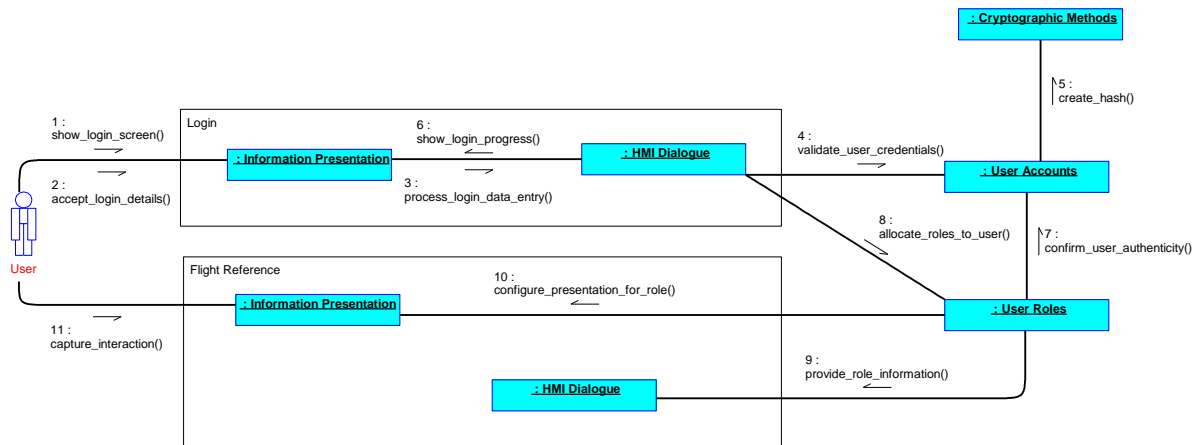 : Cryptographic Methods
5 :
create_hash()
1 :
show_login_screen()
Login
6 :
show_login_progress()
4 :
validate_user_credentials()
: Information Presentation
: HMI Dialogue
: User Accounts
2 :
accept_login_details()
3 :
process_login_data_entry()
8 :
allocate_roles_to_user()
7 :
confirm_user_authenticity()
User
Flight Reference
10 :
configure_presentation_for_role()
: Information Presentation
: User Roles
11 :
capture_interaction()
9 :
provide_role_information()
: HMI Dialogue